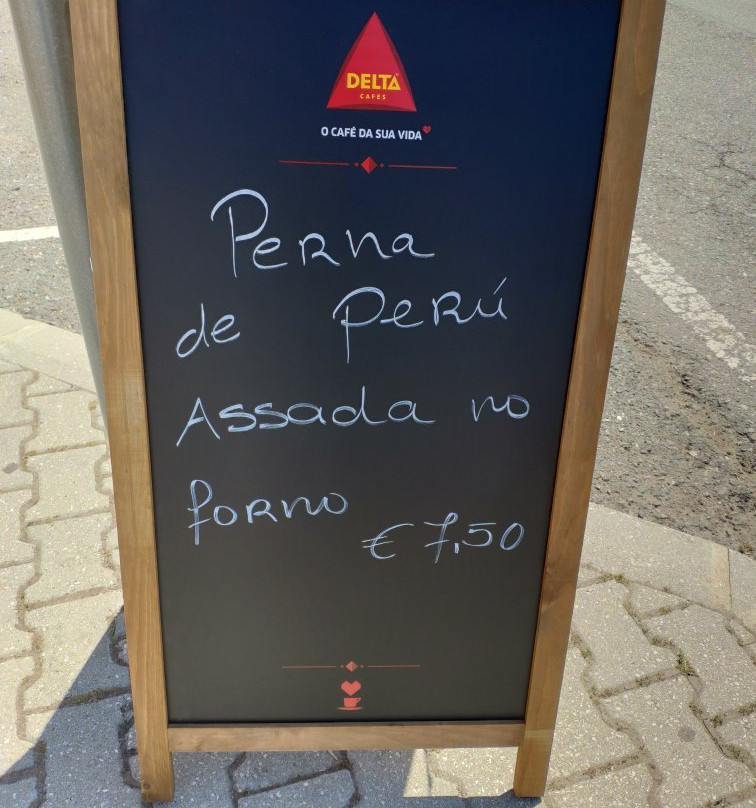 DELTA
CAFÉS
O CAFÉ DA SUA VIDA
Perna
de Perú
Assada no
forno
€ 7,50